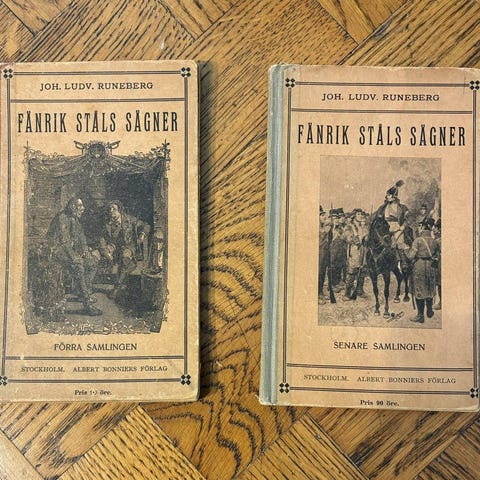 JOH. LUDV. RUNEBERG
FÄNRIK STÅLS SÄGNER
FÖRRA SAMLINGEN
STOCKHOLM. ALBERT BONNIERS FÖRLAG
Pris öre.
JOH. LUDV. RUNEBERG
FÄNRIK STÅLS SÄGNER
SENARE SAMLINGEN
STOCKHOLM. ALBERT BONNIERS FÖRLAG
Pris 90 öre.